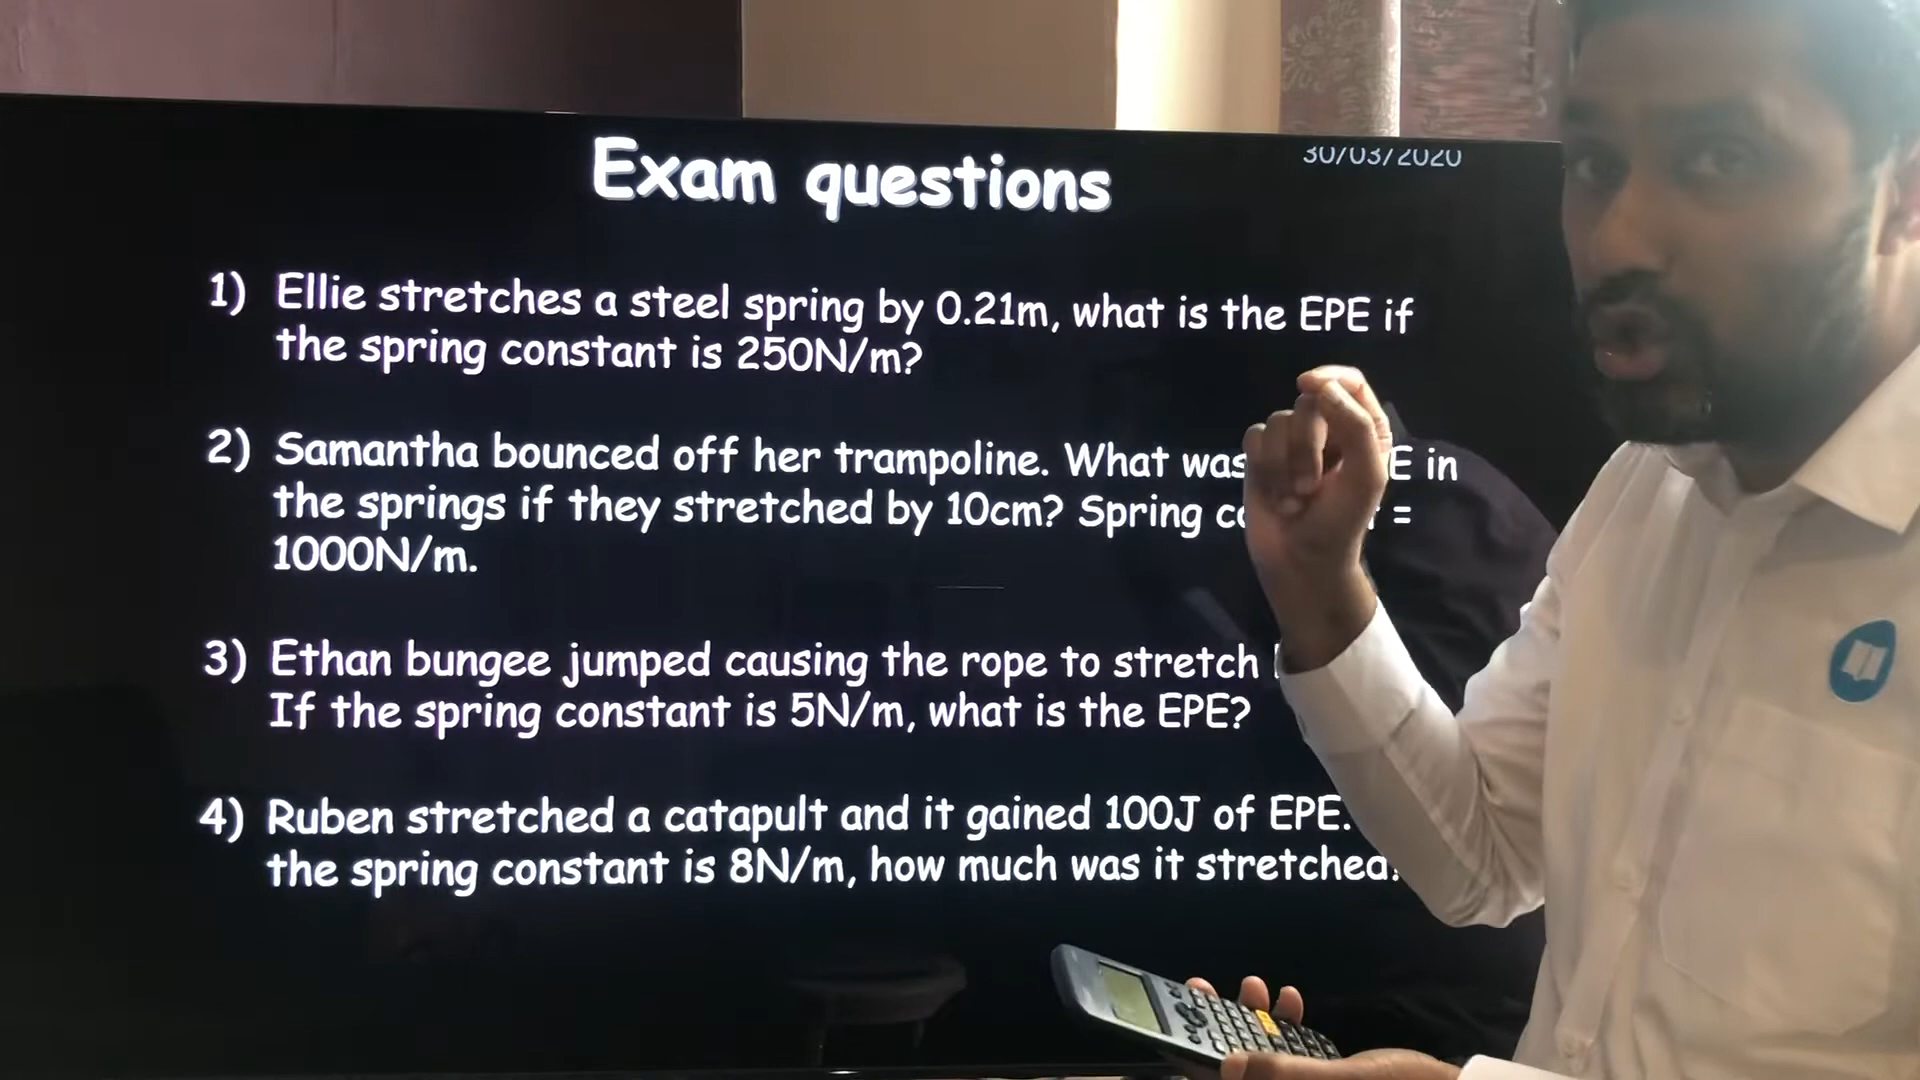 Exam questions
30/03/2020
1) Ellie stretches a steel spring by 0.21m, what is the EPE if
the spring constant is 250N/m?
2) Samantha bounced off her trampoline. What was E in
the springs if they stretched by 10cm? Spring =
1000N/m.
3) Ethan bungee jumped causing the rope to stretch
If the spring constant is 5N/m, what is the EPE?
4) Ruben stretched a catapult and it gained 100J of EPE.
the spring constant is 8N/m, how much was it stretched?